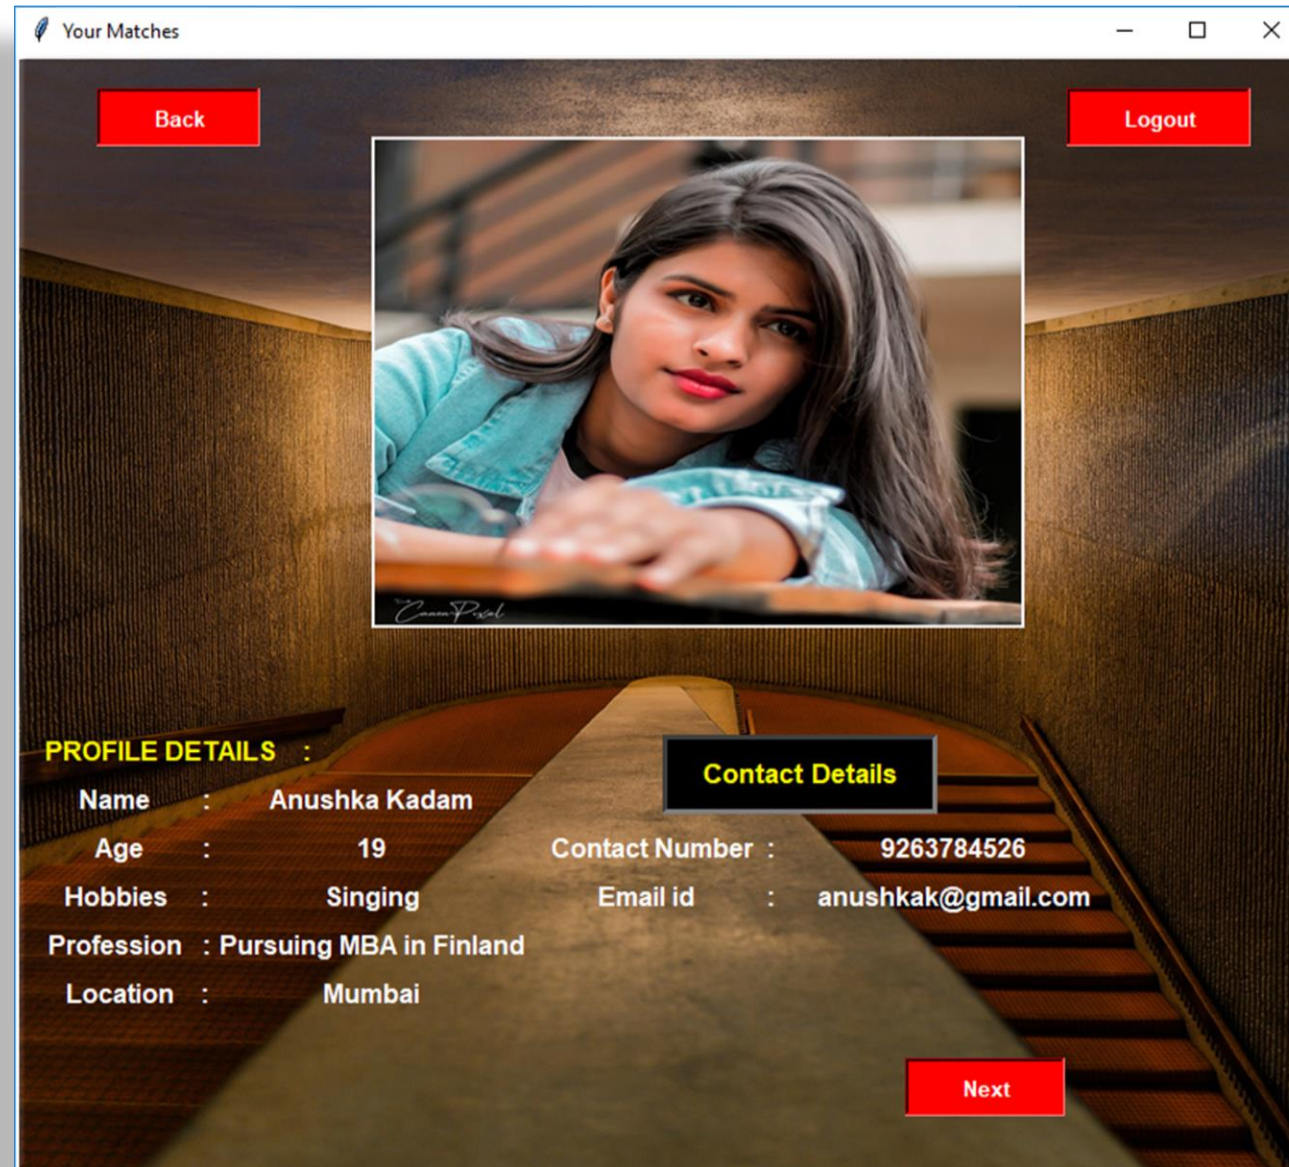 Your Matches
Back
Logout
PROFILE DETAILS :
Contact Details
Name : Anushka Kadam
Age : 19
Contact Number : 9263784526
Hobbies : Singing
Email id : anushkak@gmail.com
Profession : Pursuing MBA in Finland
Location : Mumbai
Next